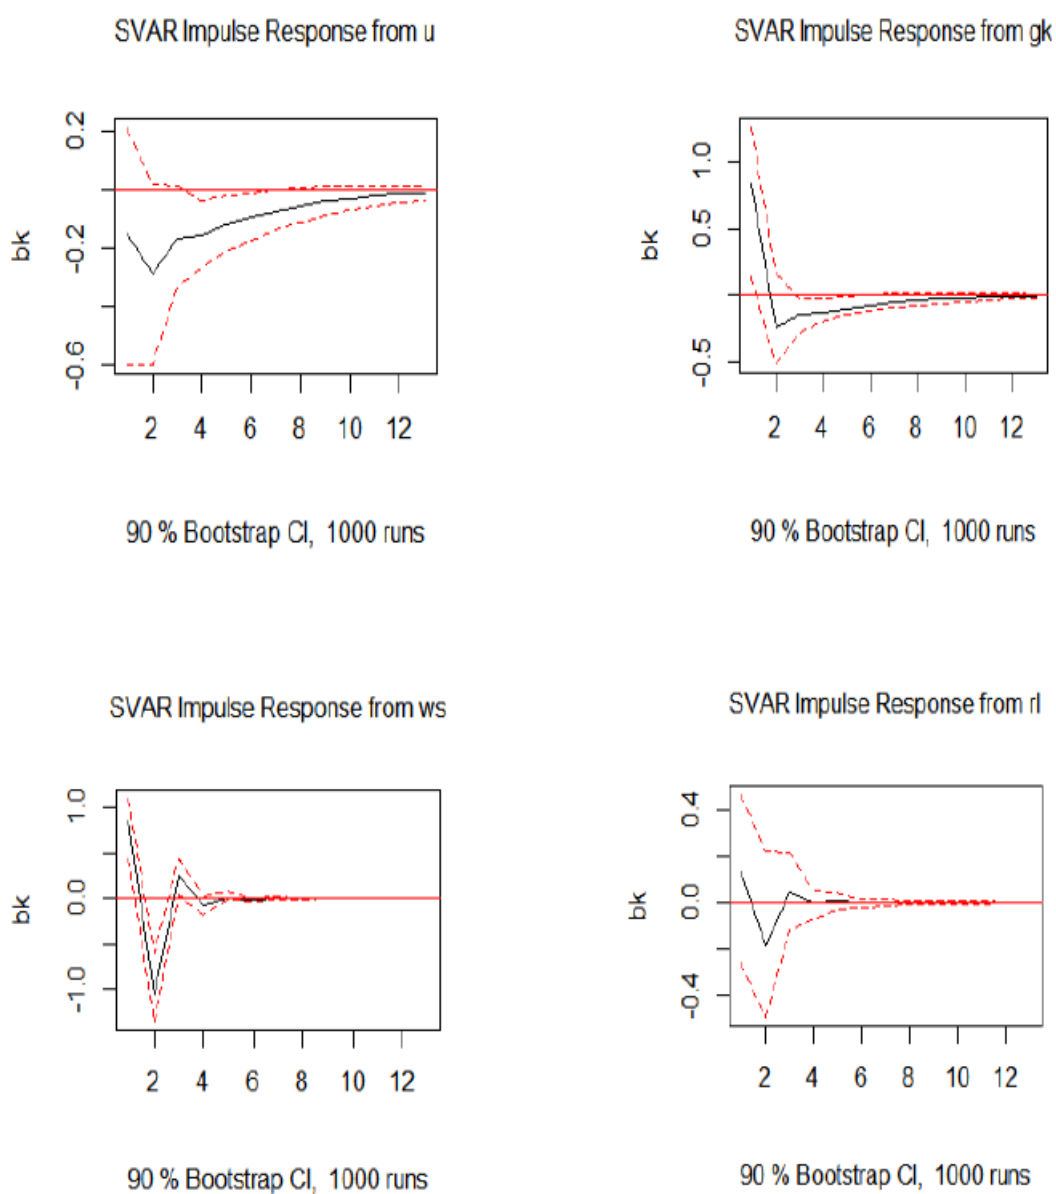 SVAR Impulse Response from u
bk
0.2
-0.2
-0.6
2 4 6 8 10 12
90 % Bootstrap CI, 1000 runs
SVAR Impulse Response from gk
bk
1.0
0.5
-0.5
2 4 6 8 10 12
90 % Bootstrap CI, 1000 runs
SVAR Impulse Response from ws
bk
1.0
0.0
-1.0
2 4 6 8 10 12
90 % Bootstrap CI, 1000 runs
SVAR Impulse Response from rl
bk
0.4
0.0
-0.4
2 4 6 8 10 12
90 % Bootstrap CI, 1000 runs